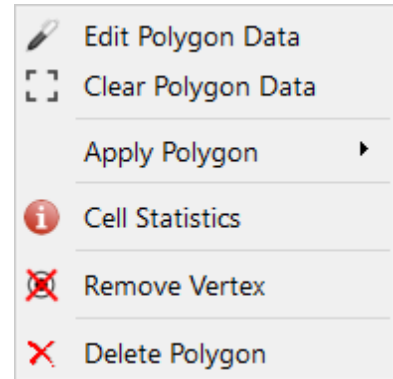 Edit Polygon Data
Clear Polygon Data
Apply Polygon
Cell Statistics
Remove Vertex
Delete Polygon